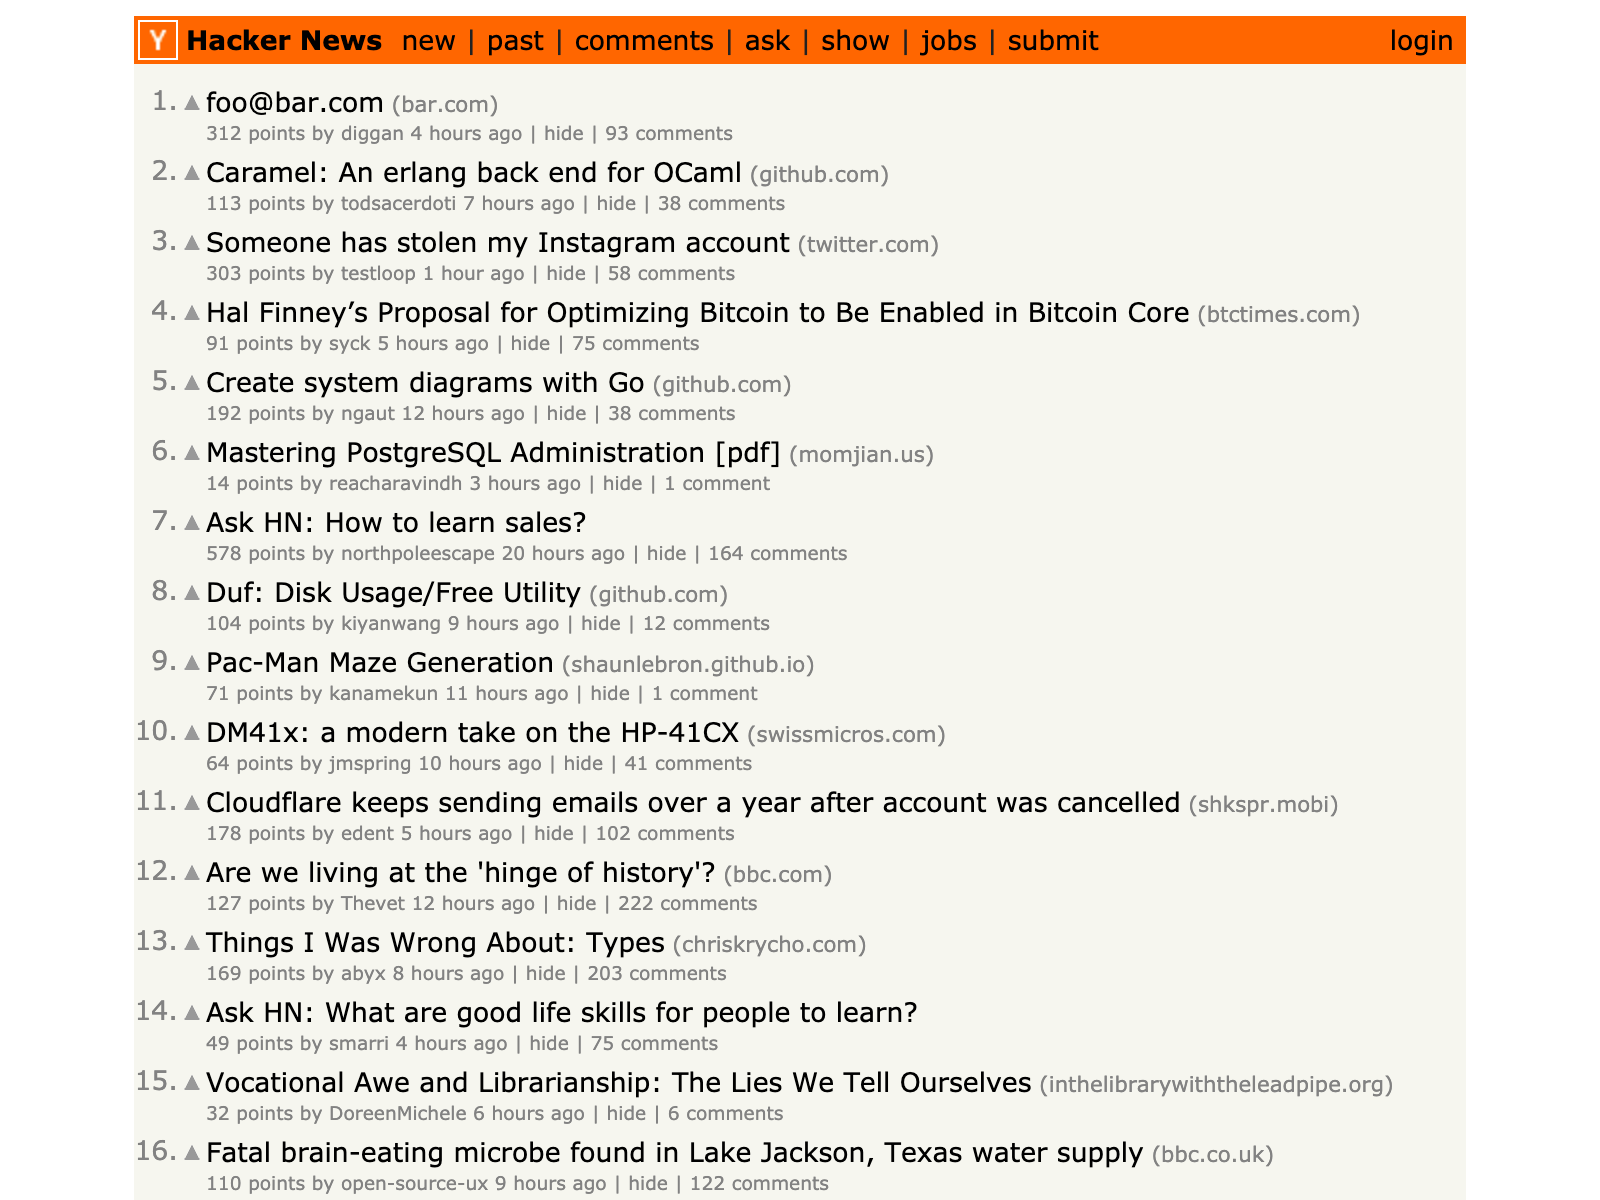 Y Hacker News new | past | comments | ask | show | jobs | submit login
1. ▲ foo@bar.com (bar.com)
312 points by diggan 4 hours ago | hide | 93 comments
2. ▲ Caramel: An erlang back end for OCaml (github.com)
113 points by todsacerdoti 7 hours ago | hide | 38 comments
3. ▲ Someone has stolen my Instagram account (twitter.com)
303 points by testloop 1 hour ago | hide | 58 comments
4. ▲ Hal Finney’s Proposal for Optimizing Bitcoin to Be Enabled in Bitcoin Core (btctimes.com)
91 points by syck 5 hours ago | hide | 75 comments
5. ▲ Create system diagrams with Go (github.com)
192 points by ngaut 12 hours ago | hide | 38 comments
6. ▲ Mastering PostgreSQL Administration [pdf] (momjian.us)
14 points by reacharavindh 3 hours ago | hide | 1 comment
7. ▲ Ask HN: How to learn sales?
578 points by northpoleescape 20 hours ago | hide | 164 comments
8. ▲ Duf: Disk Usage/Free Utility (github.com)
104 points by kiyanwang 9 hours ago | hide | 12 comments
9. ▲ Pac-Man Maze Generation (shaunlebron.github.io)
71 points by kanamekun 11 hours ago | hide | 1 comment
10. ▲ DM41x: a modern take on the HP-41CX (swissmicros.com)
64 points by jmspring 10 hours ago | hide | 41 comments
11. ▲ Cloudflare keeps sending emails over a year after account was cancelled (shkspr.mobi)
178 points by edent 5 hours ago | hide | 102 comments
12. ▲ Are we living at the 'hinge of history'? (bbc.com)
127 points by Thevet 12 hours ago | hide | 222 comments
13. ▲ Things I Was Wrong About: Types (chriskrycho.com)
169 points by abyx 8 hours ago | hide | 203 comments
14. ▲ Ask HN: What are good life skills for people to learn?
49 points by smarri 4 hours ago | hide | 75 comments
15. ▲ Vocational Awe and Librarianship: The Lies We Tell Ourselves (inthelibrarywiththeleadpipe.org)
32 points by DoreenMichele 6 hours ago | hide | 6 comments
16. ▲ Fatal brain-eating microbe found in Lake Jackson, Texas water supply (bbc.co.uk)
110 points by open-source-ux 9 hours ago | hide | 122 comments